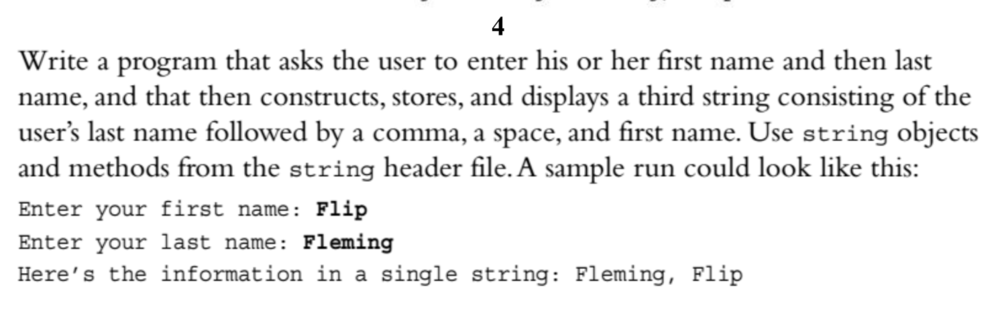 4
Write a program that asks the user to enter his or her first name and then last
name, and that then constructs, stores, and displays a third string consisting of the
user’s last name followed by a comma, a space, and first name. Use string objects
and methods from the string header file. A sample run could look like this:
Enter your first name: Flip
Enter your last name: Fleming
Here’s the information in a single string: Fleming, Flip